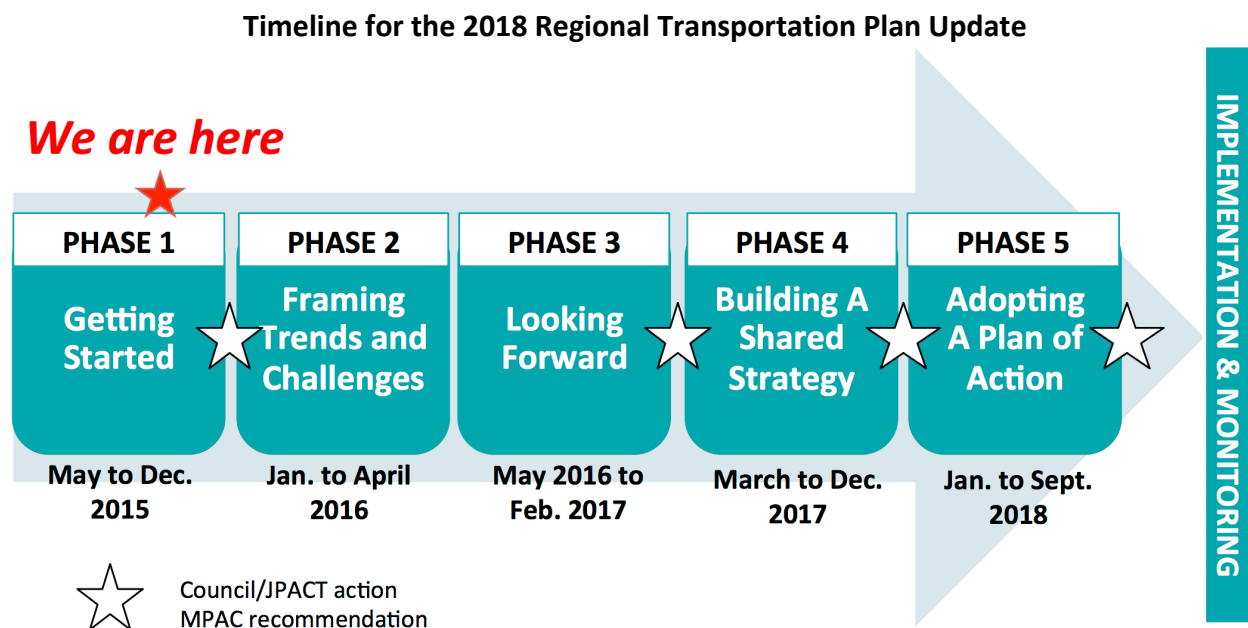 Timeline for the 2018 Regional Transportation Plan Update
We are here
PHASE 1
Getting
Started
May to Dec.
2015
PHASE 2
Framing
Trends and
Challenges
Jan. to April
2016
PHASE 3
Looking
Forward
May 2016 to
Feb. 2017
PHASE 4
Building A
Shared
Strategy
March to Dec.
2017
PHASE 5
Adopting
A Plan of
Action
Jan. to Sept.
2018
IMPLEMENTATION & MONITORING
Council/JPACT action
MPAC recommendation